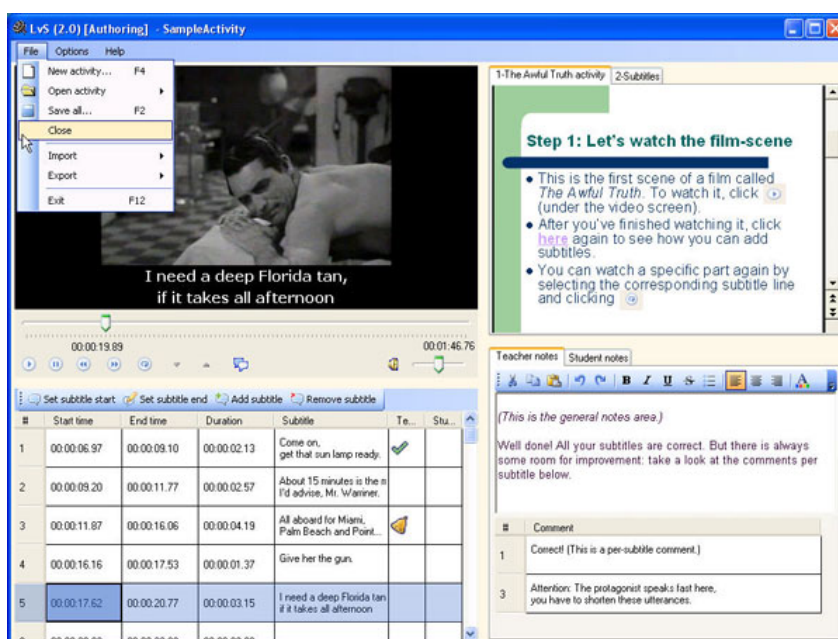 LvS (2.0) [Authoring] - SampleActivity
File Options Help
New activity... F4
Open activity
Save all... F2
Close
Import
Export
Exit F12
I need a deep Florida tan,
if it takes all afternoon
00:00:19.89
00:01:46.76
Set subtitle start Set subtitle end Add subtitle Remove subtitle
# Start time End time Duration Subtitle Te... Stu...
1 00:00:06.97 00:00:09.10 00:00:02.13 Come on,
get that sun lamp ready.
2 00:00:09.20 00:00:11.77 00:00:02.57 About 15 minutes is the m
I'd advise, Mr. Warriner.
3 00:00:11.87 00:00:16.06 00:00:04.19 All aboard for Miami,
Palm Beach and Point...
4 00:00:16.16 00:00:17.53 00:00:01.37 Give her the gun.
5 00:00:17.62 00:00:20.77 00:00:03.15 I need a deep Florida tan
if it takes all afternoon
1-The Awful Truth activity 2-Subtitles
Step 1: Let's watch the film-scene
• This is the first scene of a film called
The Awful Truth. To watch it, click
(under the video screen).
• After you've finished watching it, click
here again to see how you can add
subtitles.
• You can watch a specific part again by
selecting the corresponding subtitle line
and clicking
Teacher notes Student notes
B I U S A
(This is the general notes area.)
Well done! All your subtitles are correct. But there is always
some room for improvement: take a look at the comments per
subtitle below.
# Comment
1 Correct! (This is a per-subtitle comment.)
3 Attention: The protagonist speaks fast here,
you have to shorten these utterances.